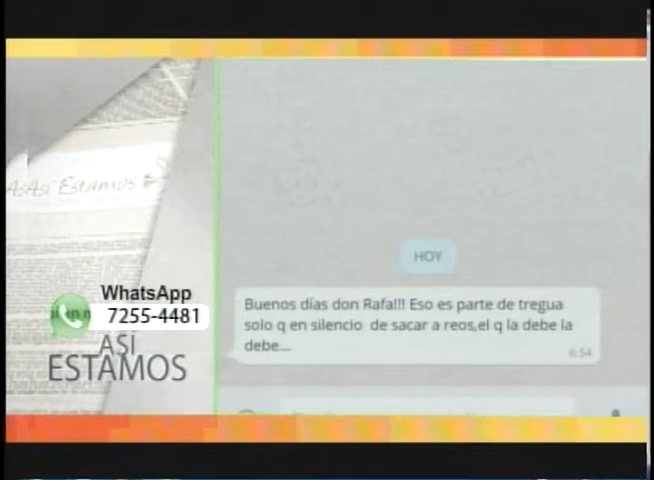 AsAsí Estamos
WhatsApp
7255-4481
ASÍ
ESTAMOS
HOY
Buenos días don Rafa!!! Eso es parte de tregua
solo q en silencio de sacar a reos,el q la debe la
debe...
6:54